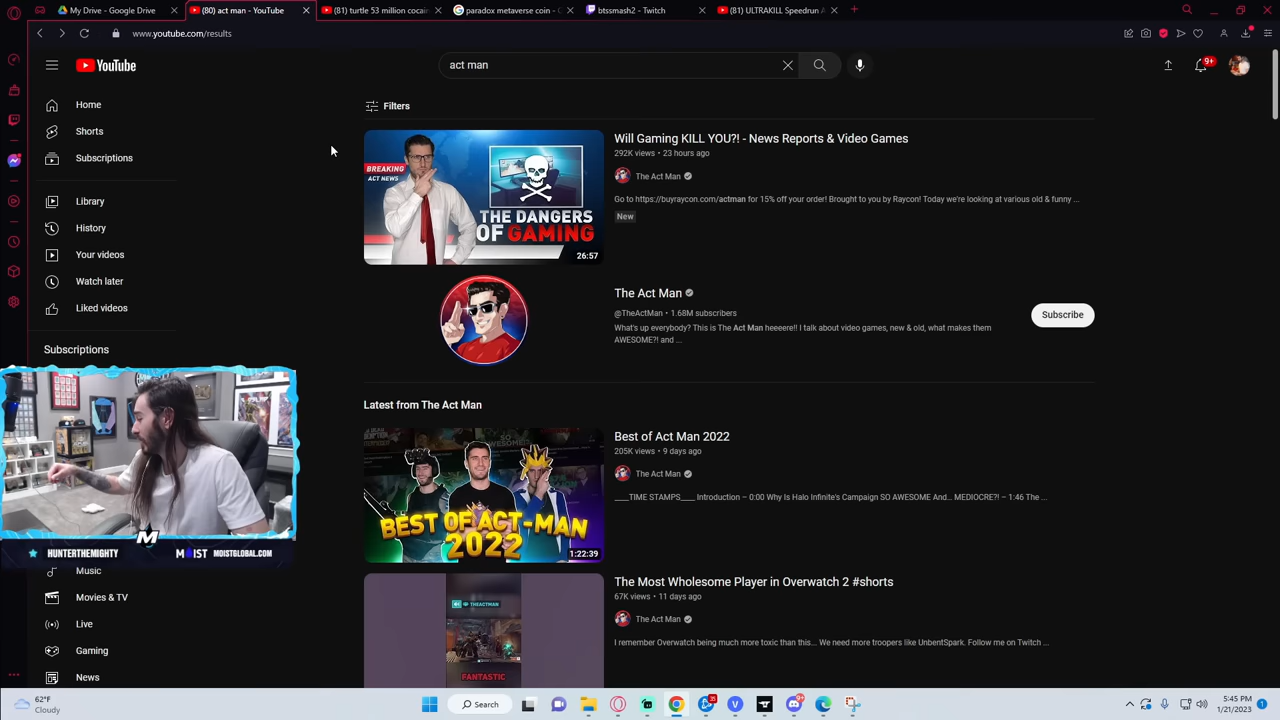 My Drive - Google Drive
(80) act man - YouTube
(81) turtle 53 million cocain
paradox metaverse coin - G
btssmash2 - Twitch
(81) ULTRAKILL Speedrun A
www.youtube.com/results
YouTube
act man
9+
Home
Shorts
Subscriptions
Library
History
Your videos
Watch later
Liked videos
Subscriptions
Music
Movies & TV
Live
Gaming
News
Filters
BREAKING
ACT NEWS
THE DANGERS
OF GAMING
26:57
Will Gaming KILL YOU?! - News Reports & Video Games
292K views • 23 hours ago
The Act Man
Go to https://buyraycon.com/actman for 15% off your order! Brought to you by Raycon! Today we're looking at various old & funny ...
New
The Act Man
@TheActMan • 1.68M subscribers
What's up everybody? This is The Act Man heeeere!! I talk about video games, new & old, what makes them
AWESOME?! and ...
Subscribe
Latest from The Act Man
SO
AWESOME?
BEST OF ACT-MAN
2022
1:22:39
Best of Act Man 2022
205K views • 9 days ago
The Act Man
____TIME STAMPS____ Introduction – 0:00 Why Is Halo Infinite's Campaign SO AWESOME And... MEDIOCRE?! – 1:46 The ...
THEACTMAN
FANTASTIC
The Most Wholesome Player in Overwatch 2 #shorts
67K views • 11 days ago
The Act Man
I remember Overwatch being much more toxic than this... We need more troopers like UnbentSpark. Follow me on Twitch ...
M
HUNTERTHEMIGHTY
MOIST
MOISTGLOBAL.COM
62°F
Cloudy
Search
35
9+
5:45 PM
1/21/2023
1